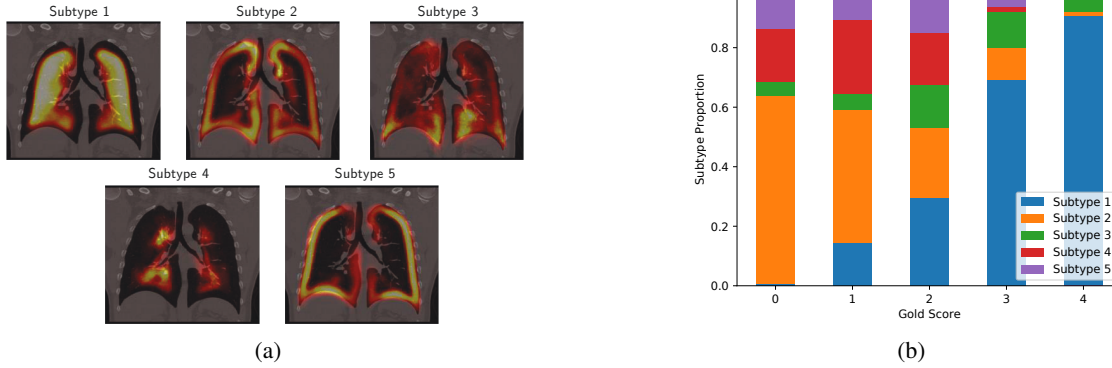 Subtype 1
Subtype 2
Subtype 3
Subtype 4
Subtype 5
(a)
Subtype Proportion
0.8
0.6
0.4
0.2
0.0
0
1
2
3
4
Gold Score
Subtype 1
Subtype 2
Subtype 3
Subtype 4
Subtype 5
(b)